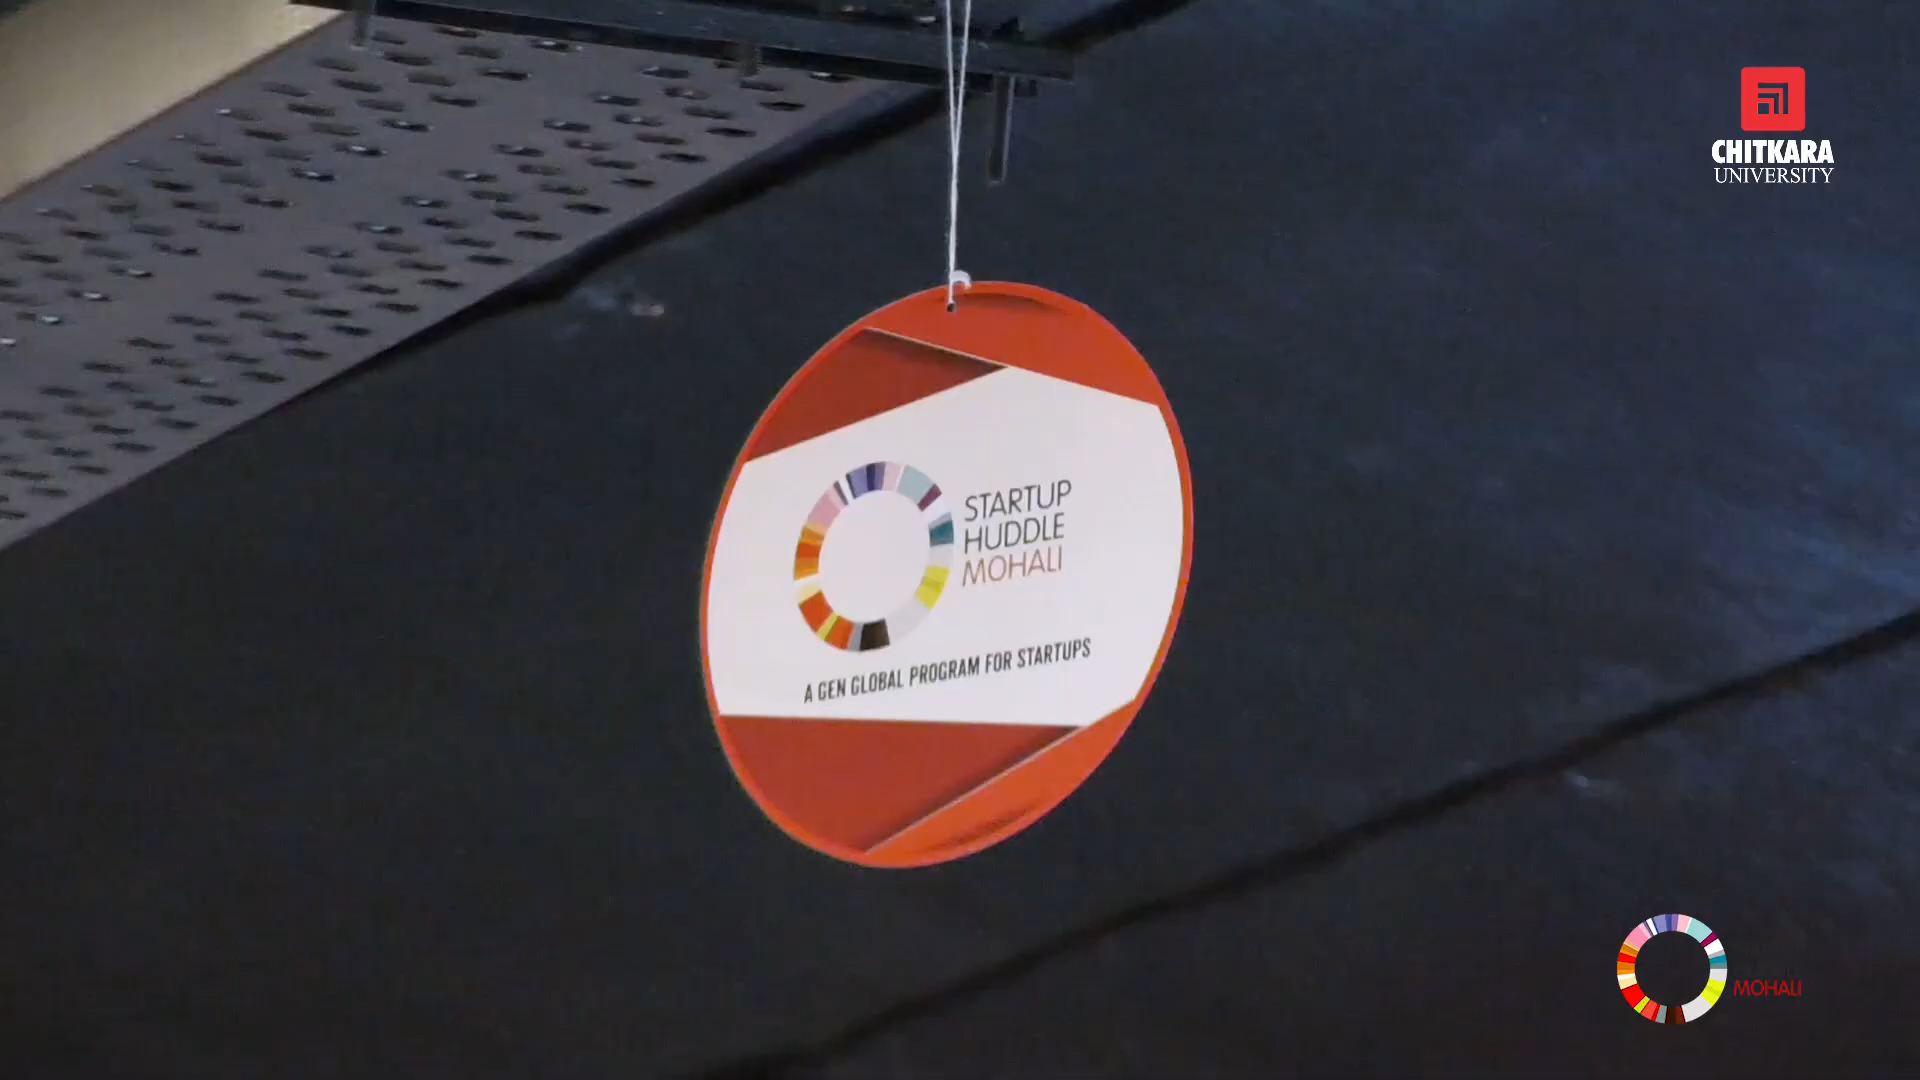 CHITKARA
UNIVERSITY
STARTUP
HUDDLE
MOHALI
A GEN GLOBAL PROGRAM FOR STARTUPS
MOHALI